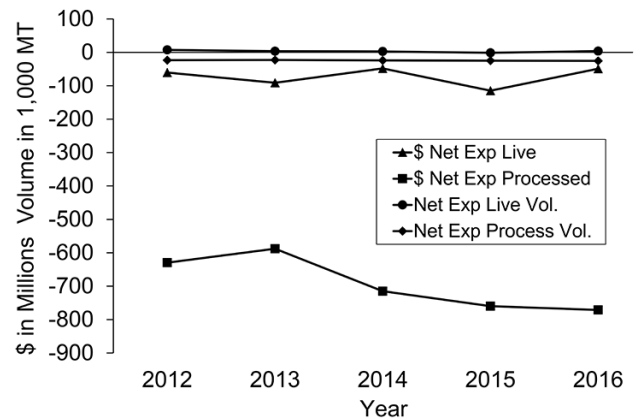 $ in Millions Volume in 1,000 MT
100
0
-100
-200
-300
-400
-500
-600
-700
-800
-900
$ Net Exp Live
$ Net Exp Processed
Net Exp Live Vol.
Net Exp Process Vol.
2012 2013 2014 2015 2016
Year